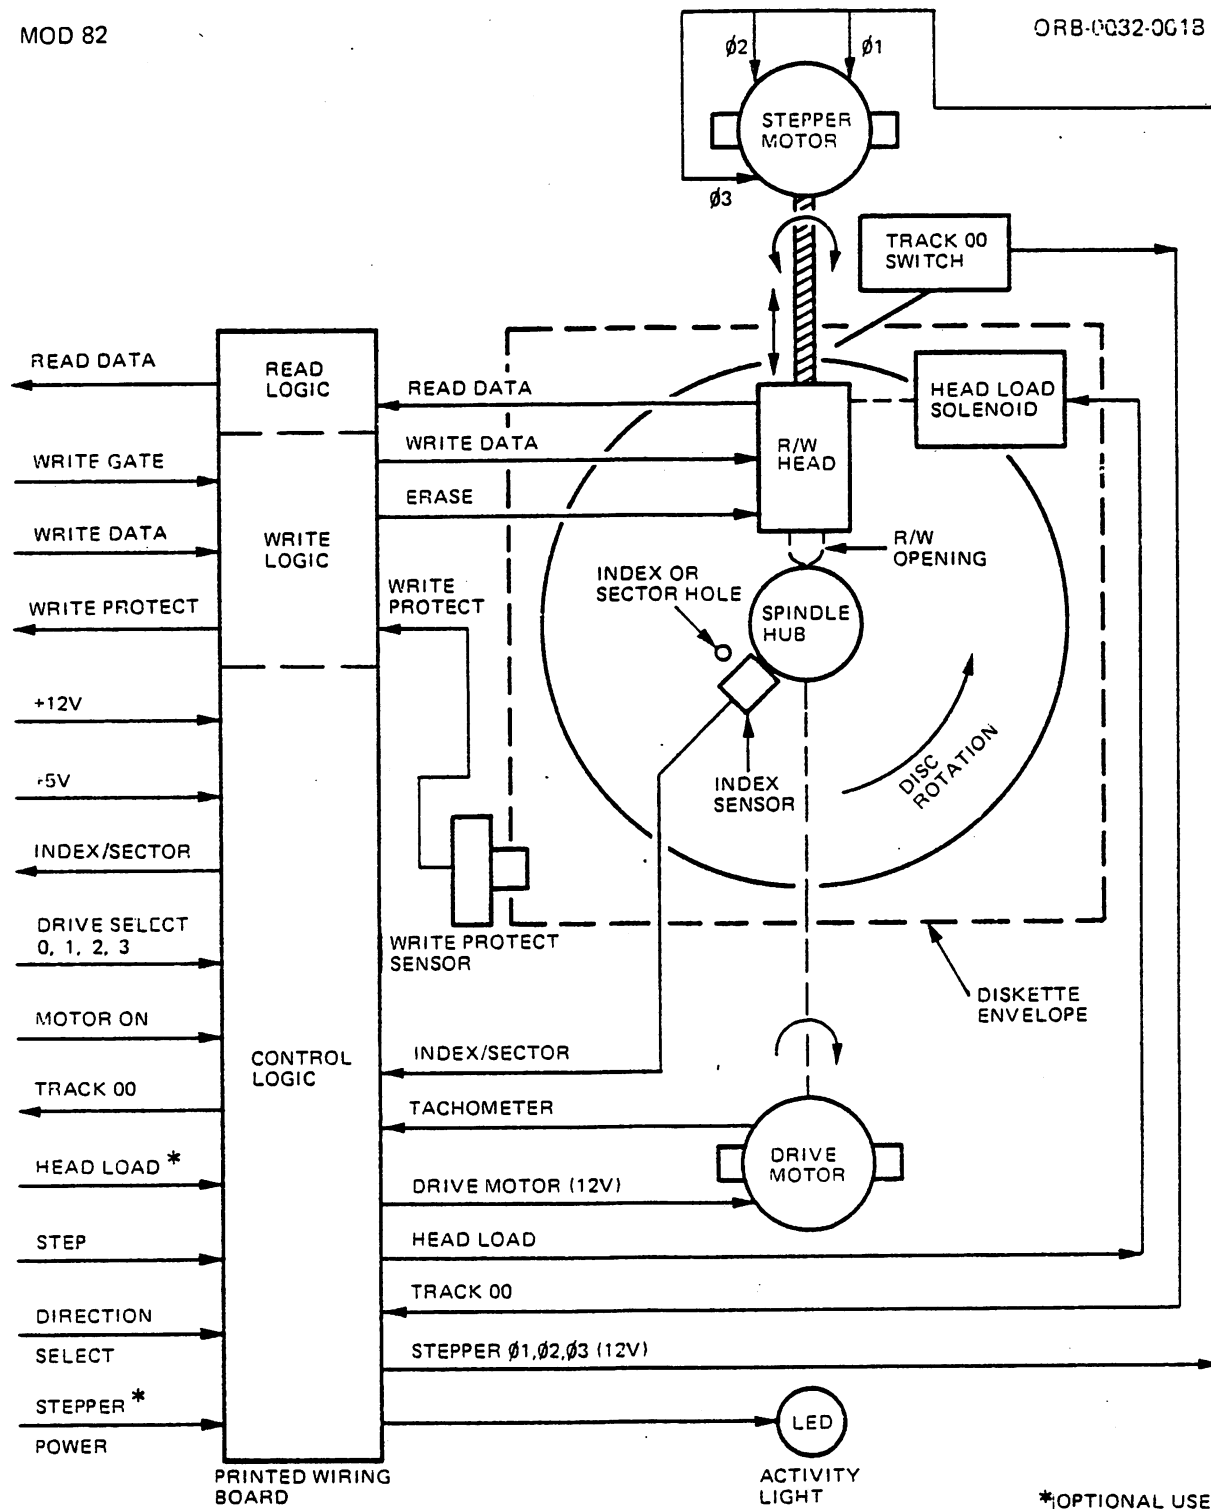 MOD 82
ORB-0032-001B
Ø2
Ø1
STEPPER
MOTOR
Ø3
TRACK 00
SWITCH
READ DATA
READ
LOGIC
READ DATA
HEAD LOAD
SOLENOID
WRITE GATE
WRITE DATA
R/W
HEAD
ERASE
WRITE DATA
WRITE
LOGIC
R/W
OPENING
WRITE PROTECT
WRITE
PROTECT
INDEX OR
SECTOR HOLE
SPINDLE
HUB
+12V
+5V
INDEX
SENSOR
DISC
ROTATION
INDEX/SECTOR
DRIVE SELECT
0, 1, 2, 3
WRITE PROTECT
SENSOR
DISKETTE
ENVELOPE
MOTOR ON
CONTROL
LOGIC
INDEX/SECTOR
TRACK 00
TACHOMETER
HEAD LOAD *
DRIVE MOTOR (12V)
DRIVE
MOTOR
STEP
HEAD LOAD
TRACK 00
DIRECTION
SELECT
STEPPER Ø1,Ø2,Ø3 (12V)
STEPPER *
POWER
LED
PRINTED WIRING
BOARD
ACTIVITY
LIGHT
*OPTIONAL USE